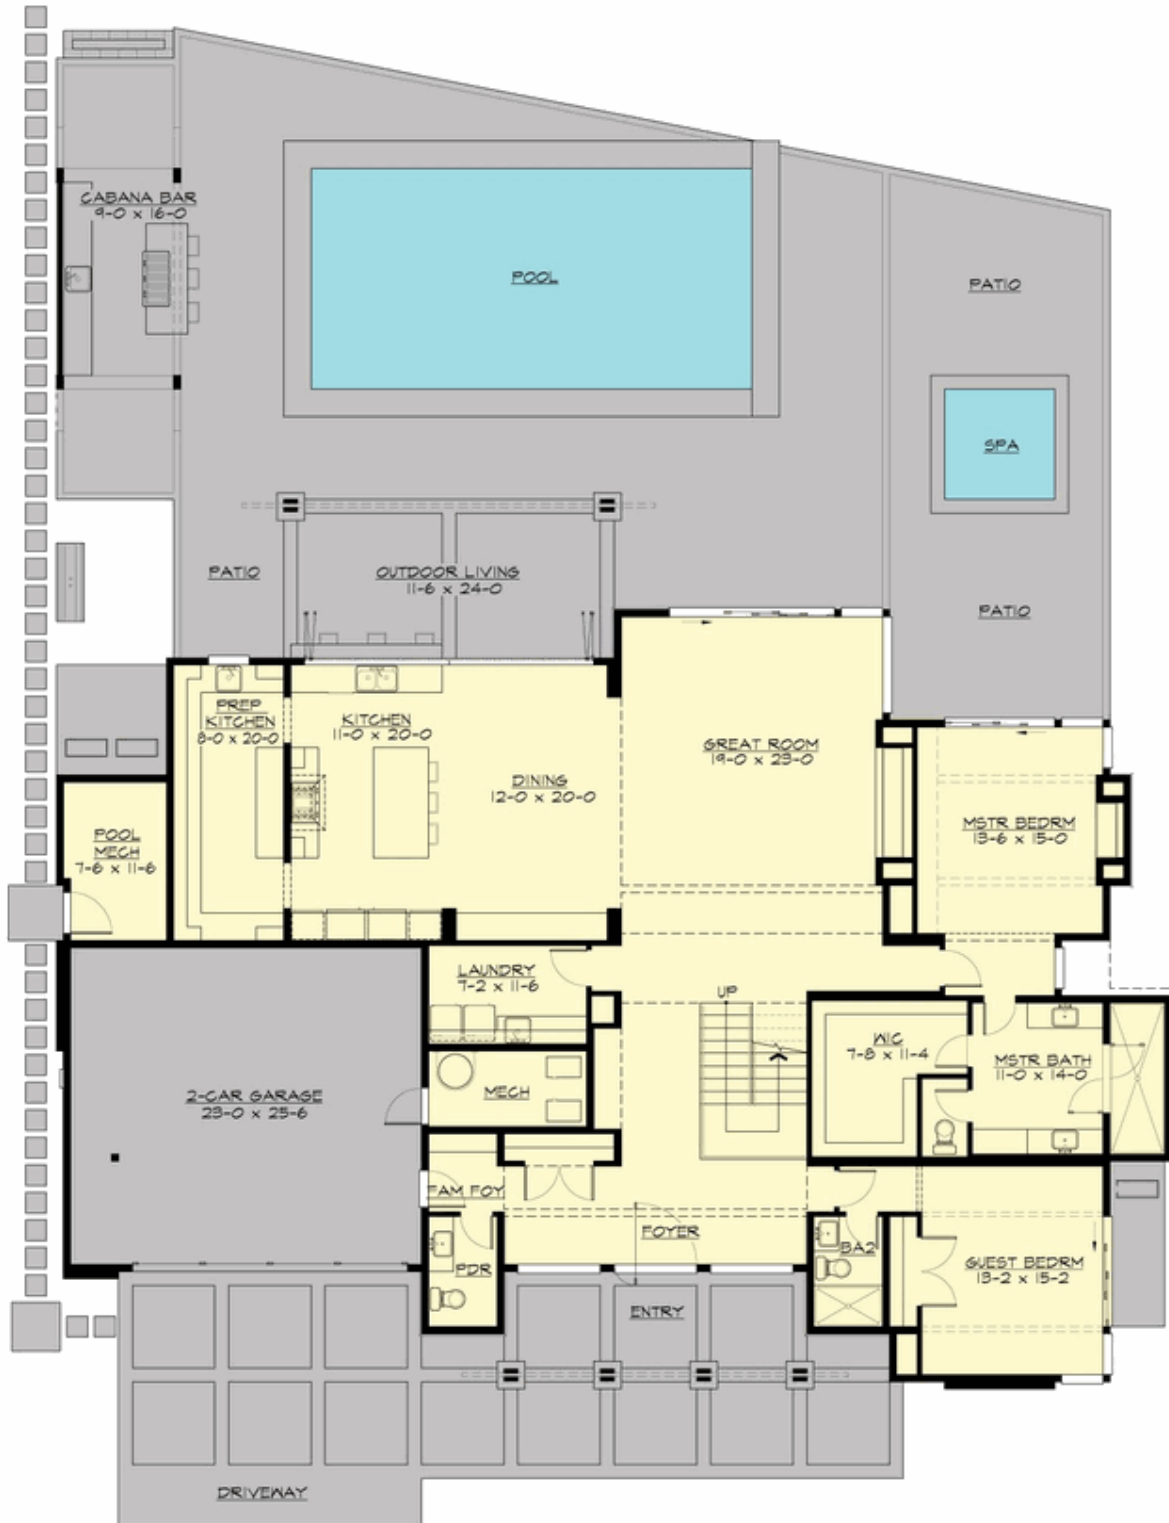 CABANA BAR
9-0 x 16-0
POOL
PATIO
SPA
PATIO
OUTDOOR LIVING
11-6 x 24-0
PATIO
PREP
KITCHEN
8-0 x 20-0
KITCHEN
11-0 x 20-0
DINING
12-0 x 20-0
GREAT ROOM
19-0 x 23-0
MSTR BEDRM
13-6 x 15-0
POOL
MECH
7-6 x 11-6
LAUNDRY
7-2 x 11-6
UP
WIC
7-8 x 11-4
MSTR BATH
11-0 x 14-0
2-CAR GARAGE
23-0 x 25-6
MECH
FAM FOY
FOYER
PDR
BA2
GUEST BEDRM
13-2 x 15-2
ENTRY
DRIVEWAY